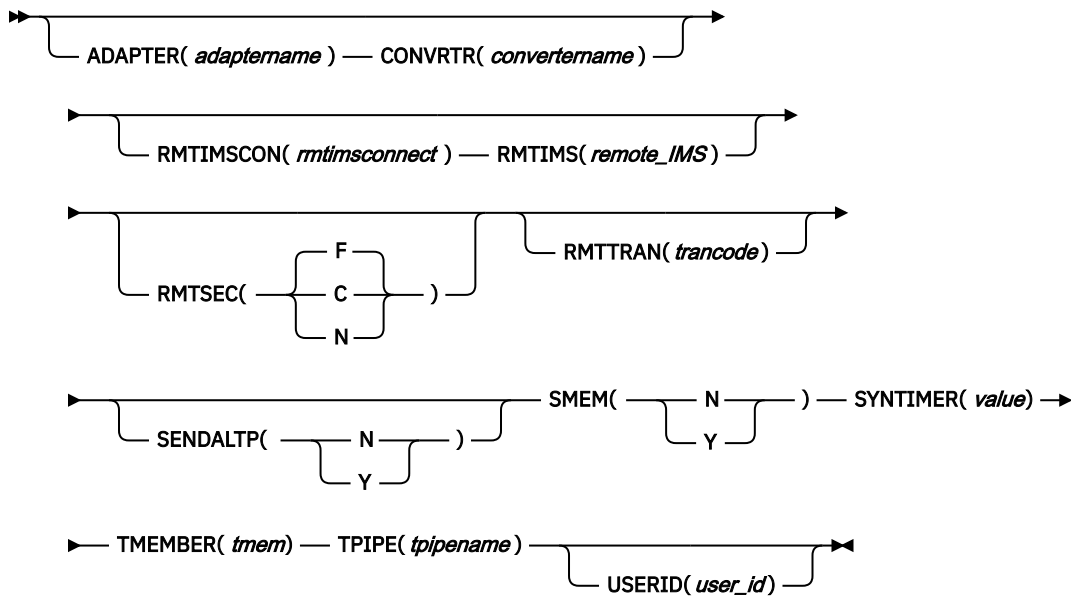 ADAPTER( adaptername ) CONVRTR( convertername )
RMTIMSCON( rmtimsconnect ) RMTIMS( remote_IMS )
RMTSEC( F C N ) RMTTRAN( trancode )
SENDALTP( N Y ) SMEM( N Y ) SYNTIMER( value)
TMEMBER( tmem) TPIPE( tpipename ) USERID( user_id )